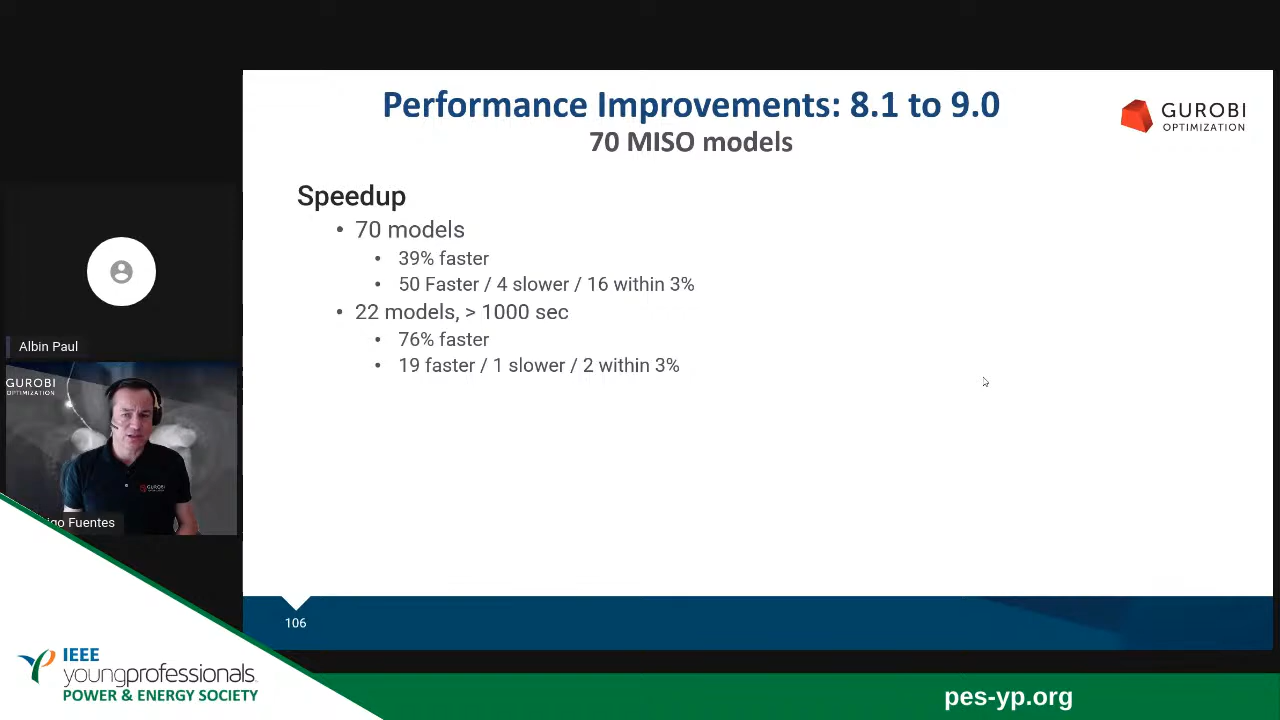 Performance Improvements: 8.1 to 9.0
70 MISO models
GUROBI
OPTIMIZATION
Speedup
• 70 models
• 39% faster
• 50 Faster / 4 slower / 16 within 3%
• 22 models, > 1000 sec
• 76% faster
• 19 faster / 1 slower / 2 within 3%
106
Albin Paul
GUROBI
OPTIMIZATION
GUROBI
go Fuentes
IEEE
youngprofessionals
POWER & ENERGY SOCIETY
pes-yp.org